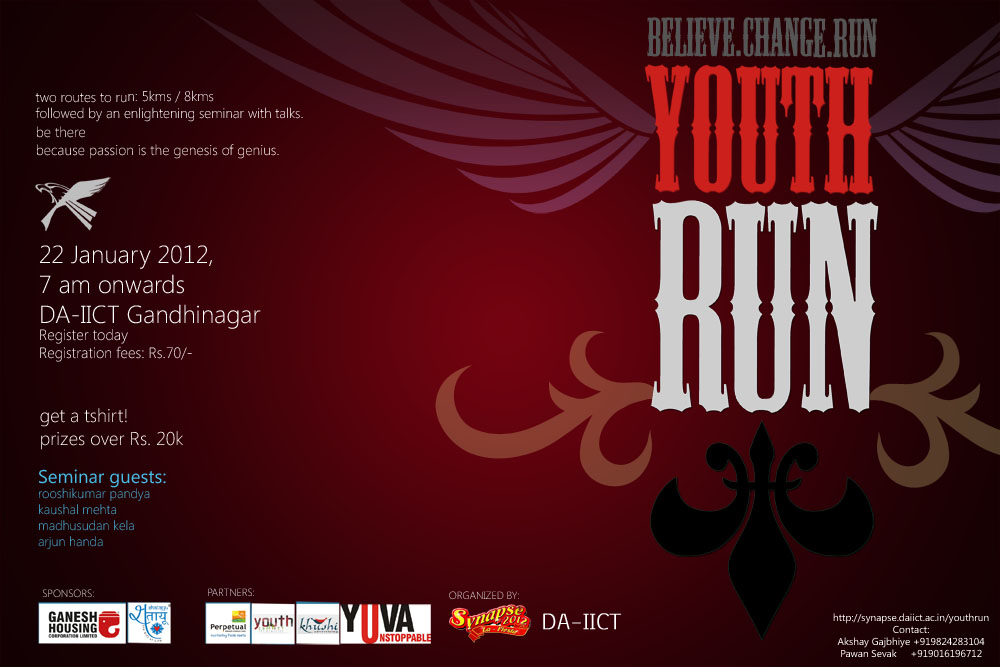 BELIEVE.CHANGE.RUN
YOUTH
RUN
two routes to run: 5kms / 8kms
followed by an enlightening seminar with talks.
be there
because passion is the genesis of genius.
22 January 2012,
7 am onwards
DA-IICT Gandhinagar
Register today
Registration fees: Rs.70/-
get a tshirt!
prizes over Rs. 20k
Seminar guests:
rooshikumar pandya
kaushal mehta
madhusudan kela
arjun handa
SPONSORS:
GANESH
HOUSING
CORPORATION LIMITED
PARTNERS:
Perpetual
youth
khushi
YUVA
UNSTOPPABLE
ORGANIZED BY:
Synapse
2012
DA-IICT
http://synapse.daiict.ac.in/youthrun
Contact:
Akshay Gajbhiye +919824283104
Pawan Sevak +919016196712